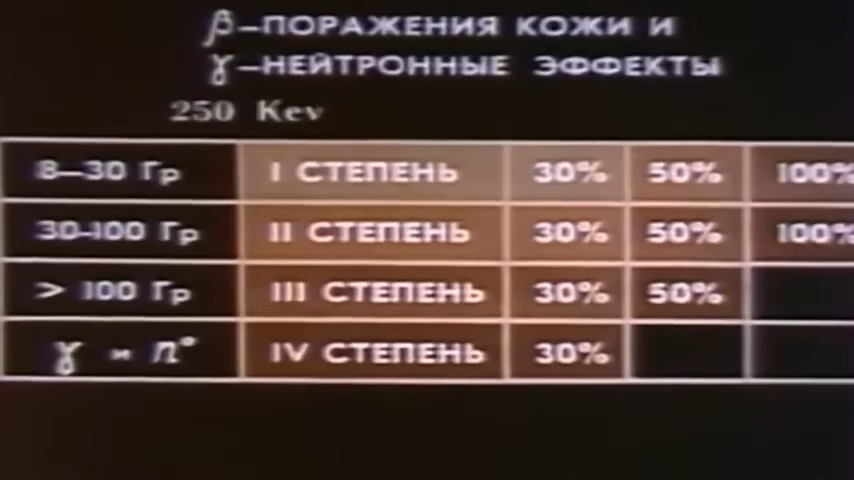 β–ПОРАЖЕНИЯ КОЖИ И
γ–НЕЙТРОННЫЕ ЭФФЕКТЫ
250 Kev
8–30 Гр I СТЕПЕНЬ 30% 50% 100%
30-100 Гр II СТЕПЕНЬ 30% 50% 100%
> 100 Гр III СТЕПЕНЬ 30% 50%
γ и n° IV СТЕПЕНЬ 30%